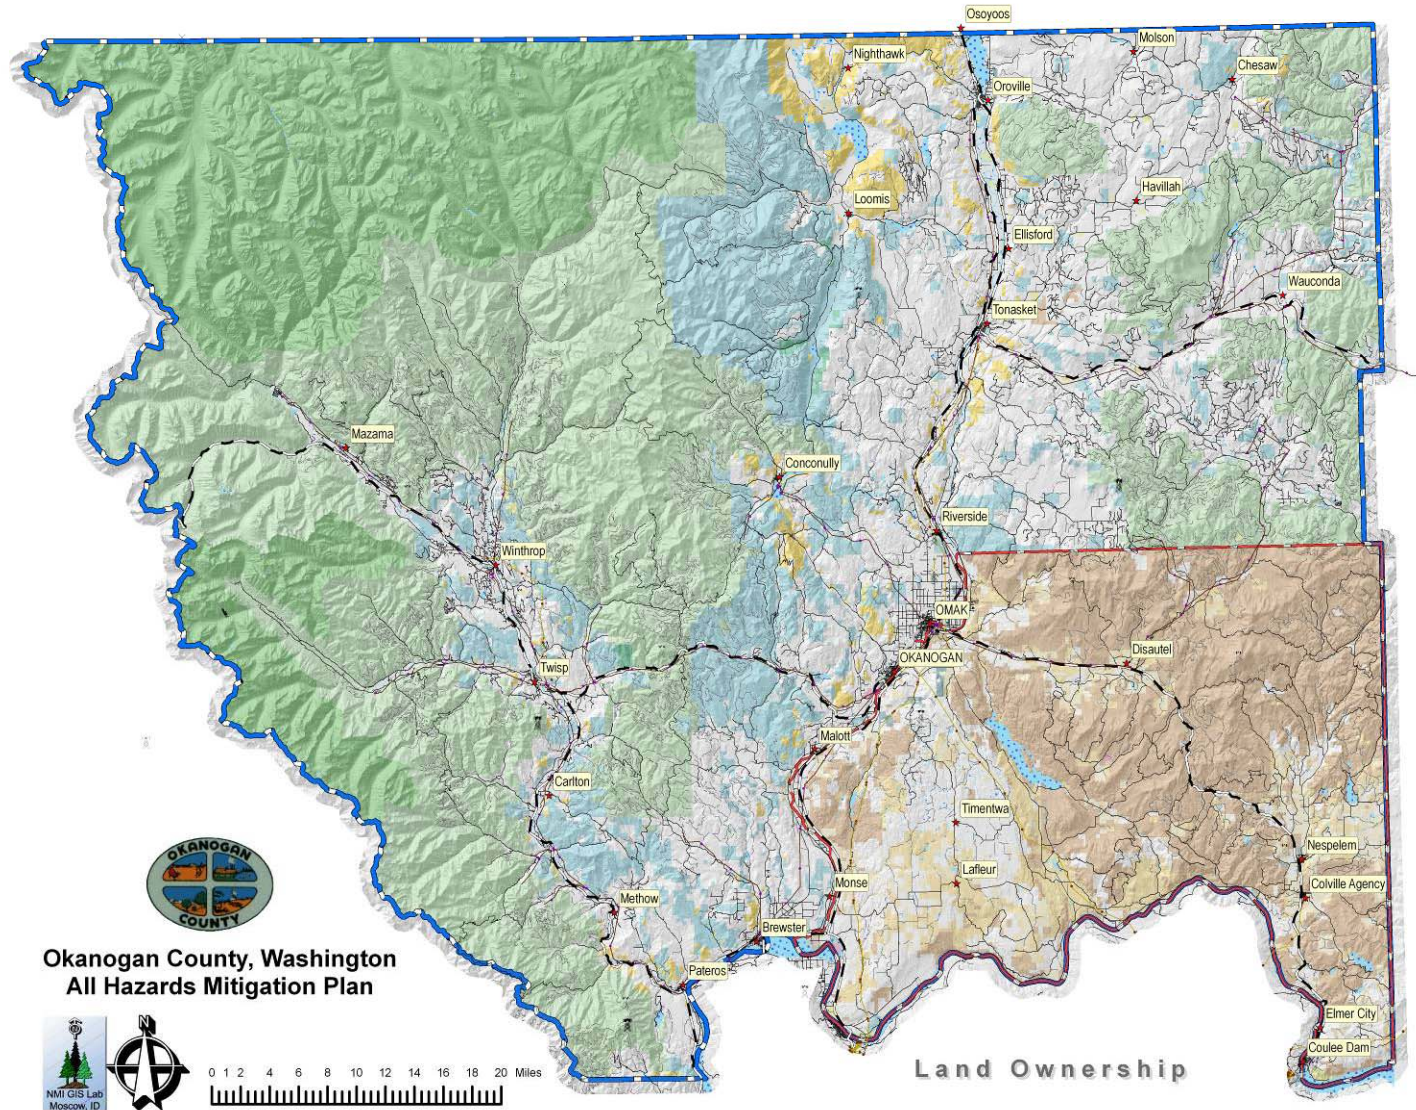 Osoyoos
Molson
Nighthawk
Chesaw
Oroville
Havillah
Loomis
Ellisford
Wauconda
Tonasket
Mazama
Conconully
Riverside
Winthrop
OMAK
Disautel
OKANOGAN
Twisp
Malott
Carlton
Timentwa
Nespelem
Lafleur
Colville Agency
Monse
Methow
Brewster
Pateros
Elmer City
Coulee Dam
OKANOGAN
COUNTY
Okanogan County, Washington
All Hazards Mitigation Plan
N
NMI GIS Lab
Moscow, ID
0 1 2 4 6 8 10 12 14 16 18 20 Miles
Land Ownership